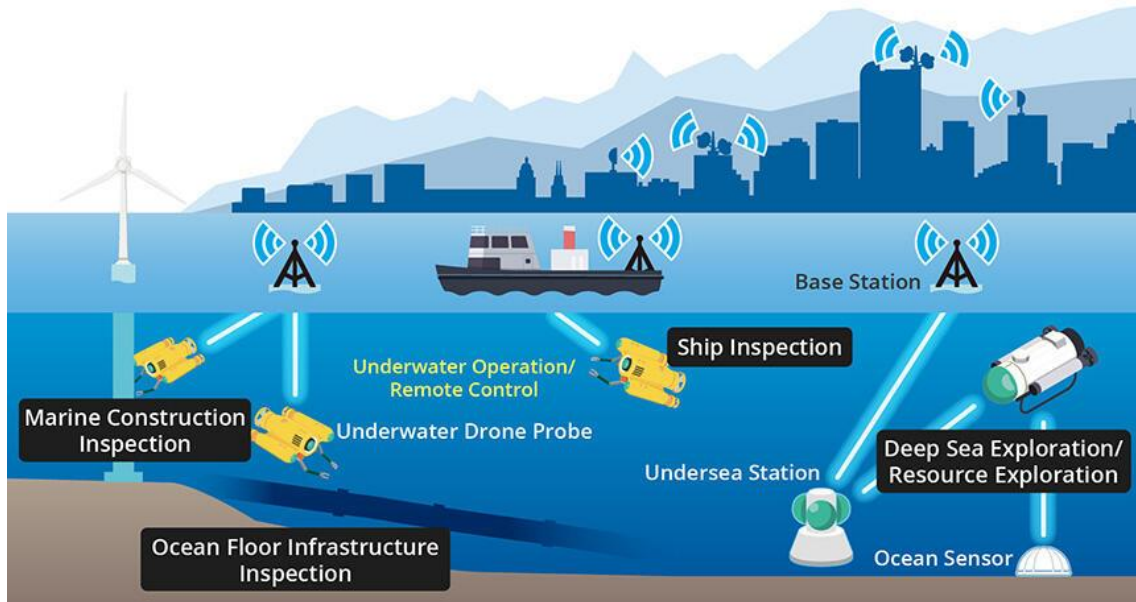 Base Station
Ship Inspection
Underwater Operation/
Remote Control
Marine Construction
Inspection
Underwater Drone Probe
Deep Sea Exploration/
Resource Exploration
Undersea Station
Ocean Floor Infrastructure
Inspection
Ocean Sensor